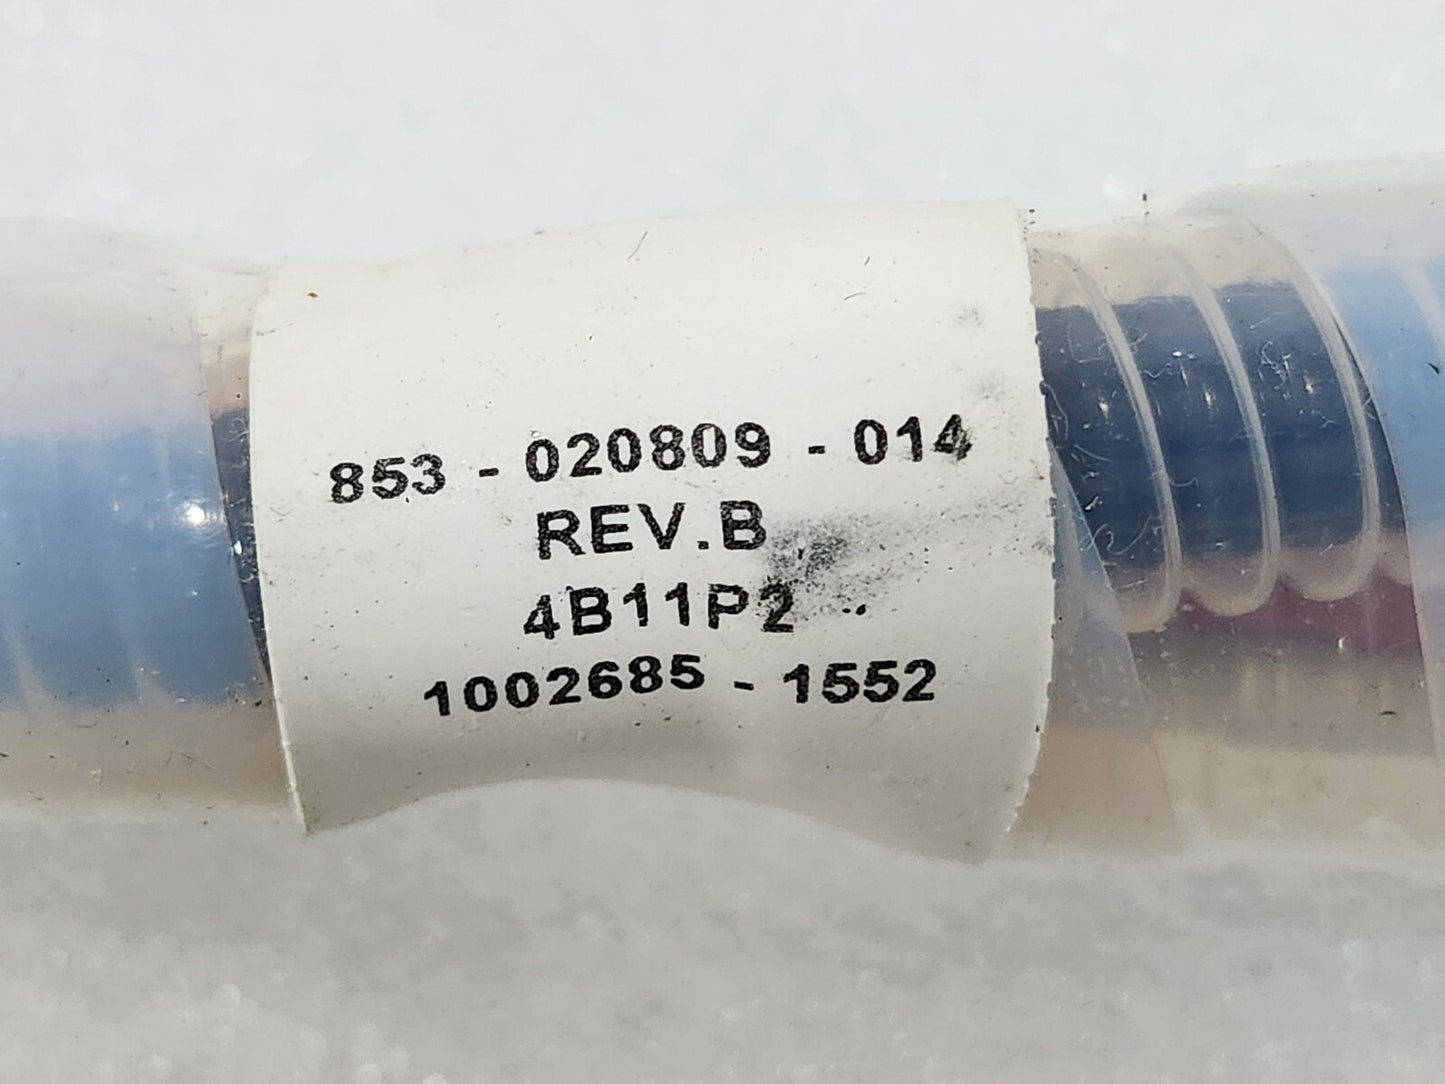 853 - 020809 - 014
REV.B
4B11P2
1002685 - 1552